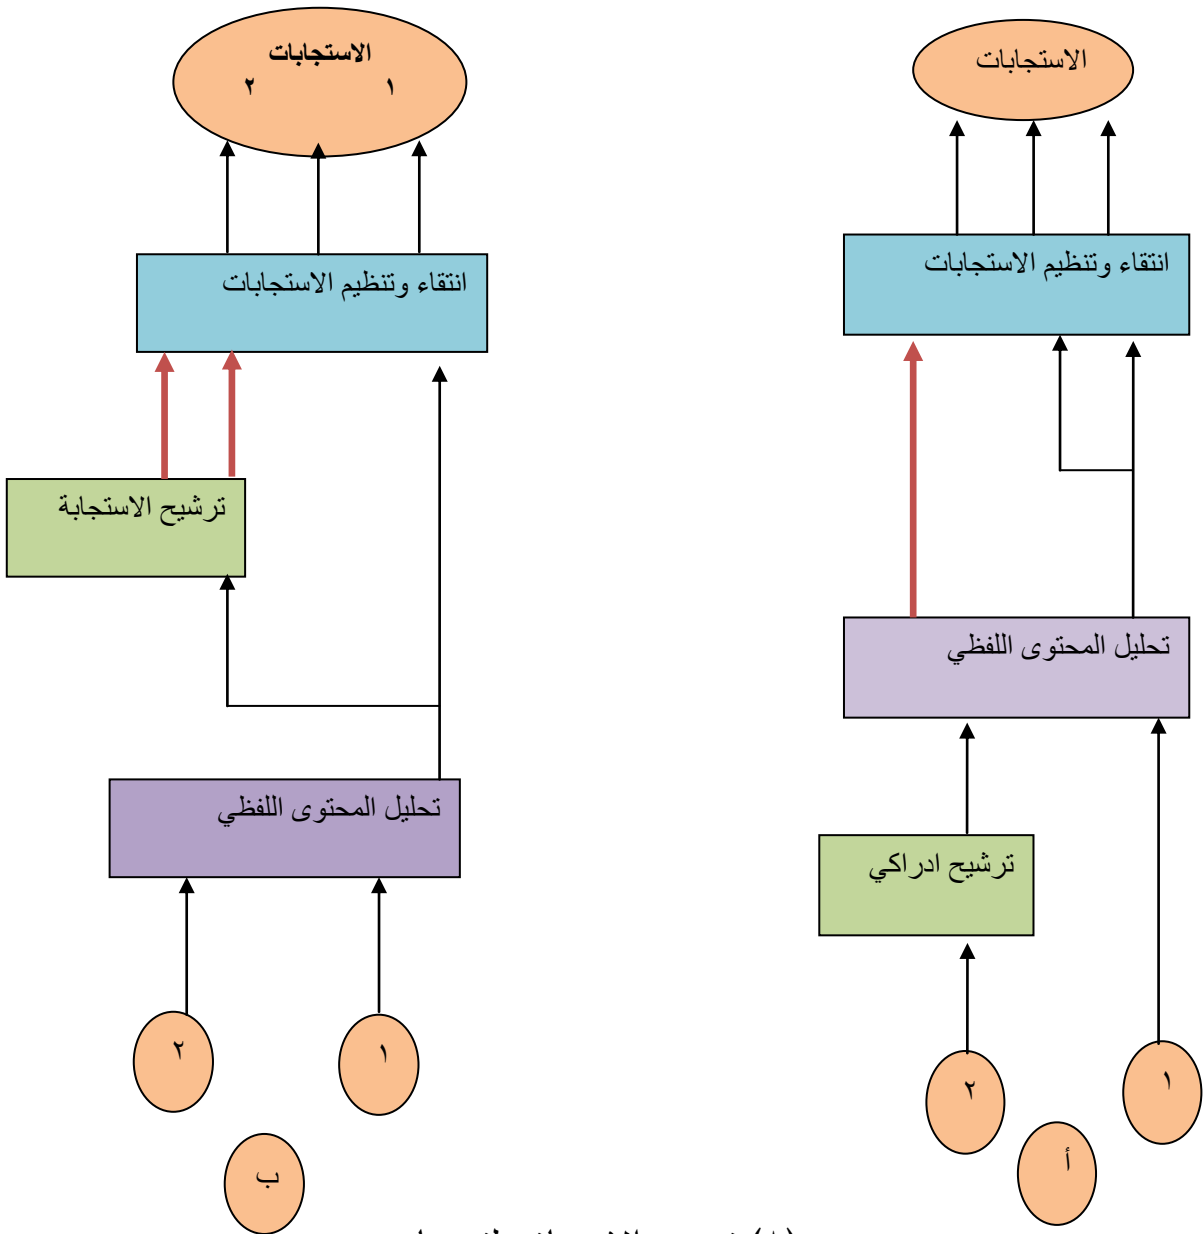 الاستجابات
انتقاء وتنظيم الاستجابات
تحليل المحتوى اللفظي
ترشيح ادراكي
١
٢
أ
الاستجابات
١ ٢
انتقاء وتنظيم الاستجابات
ترشيح الاستجابة
تحليل المحتوى اللفظي
١
٢
ب